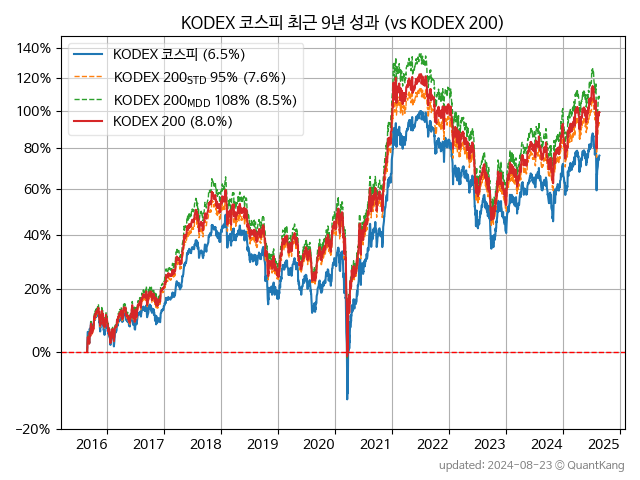 KODEX 코스피 최근 9년 성과 (vs KODEX 200)
140%
120%
100%
80%
60%
40%
20%
0%
−20%
KODEX 코스피 (6.5%)
KODEX 200STD 95% (7.6%)
KODEX 200MDD 108% (8.5%)
KODEX 200 (8.0%)
2016 2017 2018 2019 2020 2021 2022 2023 2024 2025
updated: 2024-08-23 © QuantKang